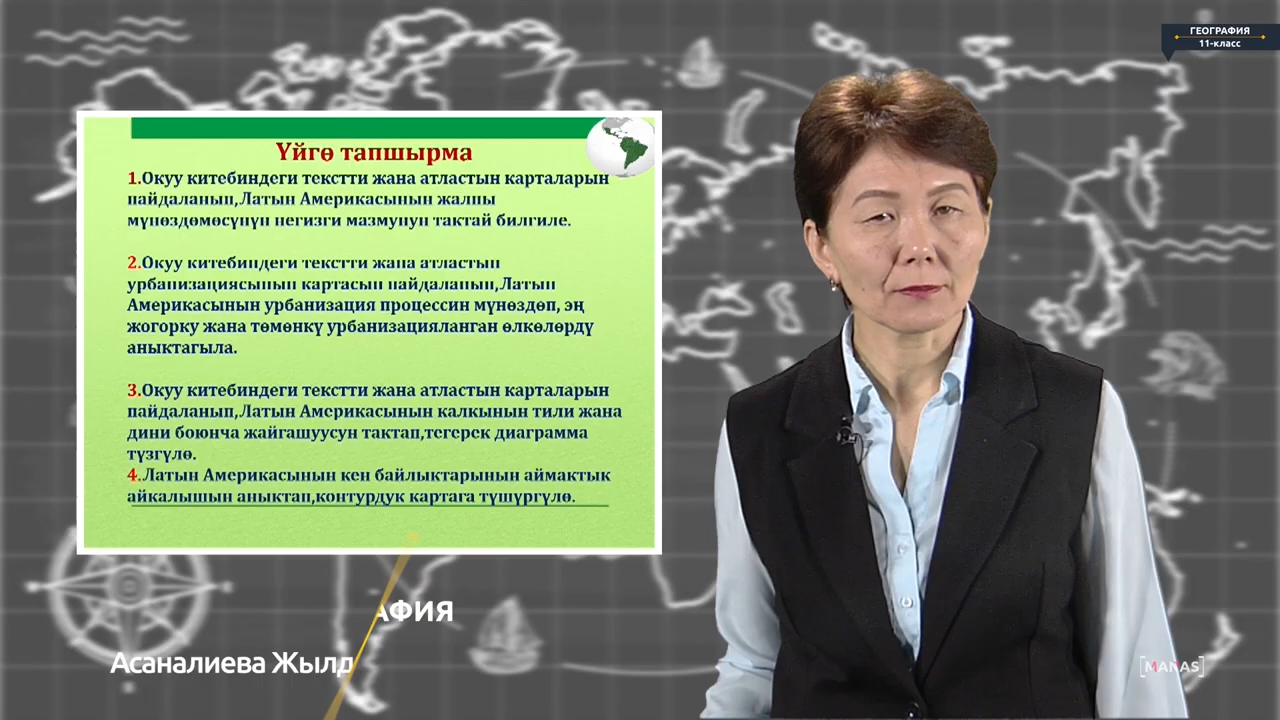 ГЕОГРАФИЯ
11-класс
Үйгө тапшырма
1.Окуу китебиндеги текстти жана атластын карталарын
пайдаланып,Латын Америкасынын жалпы
мүнөздөмөсүнүн негизги мазмунун тактай билгиле.
2.Окуу китебиндеги текстти жана атластын
урбанизациясынын картасын пайдаланып,Латын
Америкасынын урбанизация процессин мүнөздөп, эң
жогорку жана төмөнкү урбанизацияланган өлкөлөрдү
аныктагыла.
3.Окуу китебиндеги текстти жана атластын карталарын
пайдаланып,Латын Америкасынын калкынын тили жана
дини боюнча жайгашуусун тактап,тегерек диаграмма
түзгүлө.
4.Латын Америкасынын кен байлыктарынын аймактык
айкалышын аныктап,контурдук картага түшүргүлө.
АФИЯ
Асаналиева Жылд
[MANAS]